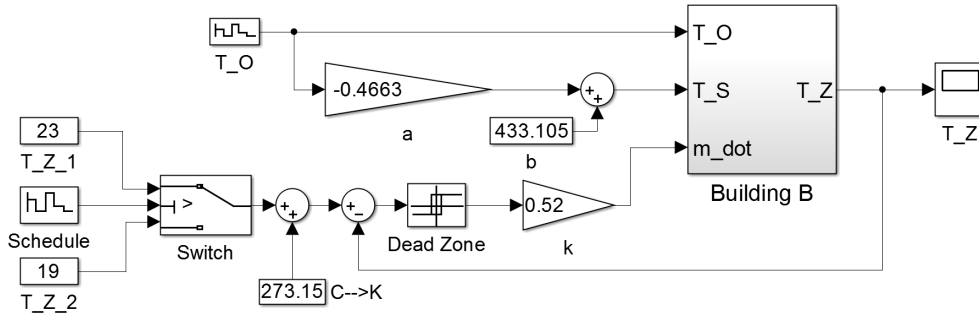 T_O
-0.4663
a
433.105
b
T_O
T_S
m_dot
T_Z
Building B
T_Z
23
T_Z_1
Schedule
19
T_Z_2
>
Switch
+
+
273.15
C-->K
+
−
Dead Zone
0.52
k
+
+